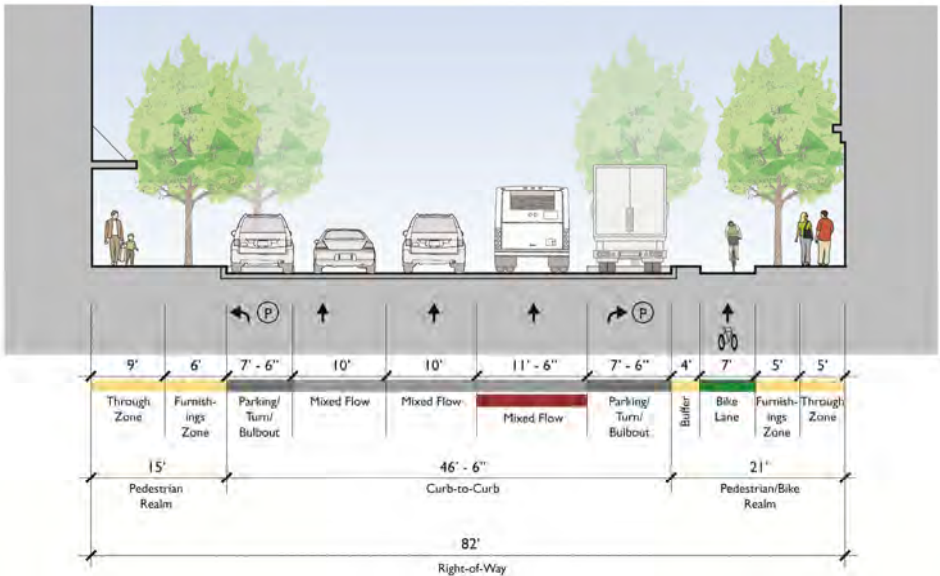 P
P
9' 6' 7' - 6" 10' 10' 11' - 6" 7' - 6" 4' 7' 5' 5'
Through
Zone
Furnish-
ings
Zone
Parking/
Turn/
Bulbout
Mixed Flow
Mixed Flow
Mixed Flow
Parking/
Turn/
Bulbout
Buffer
Bike
Lane
Furnish-
ings
Zone
Through
Zone
15' 46' - 6" 21'
Pedestrian
Realm
Curb-to-Curb
Pedestrian/Bike
Realm
82'
Right-of-Way